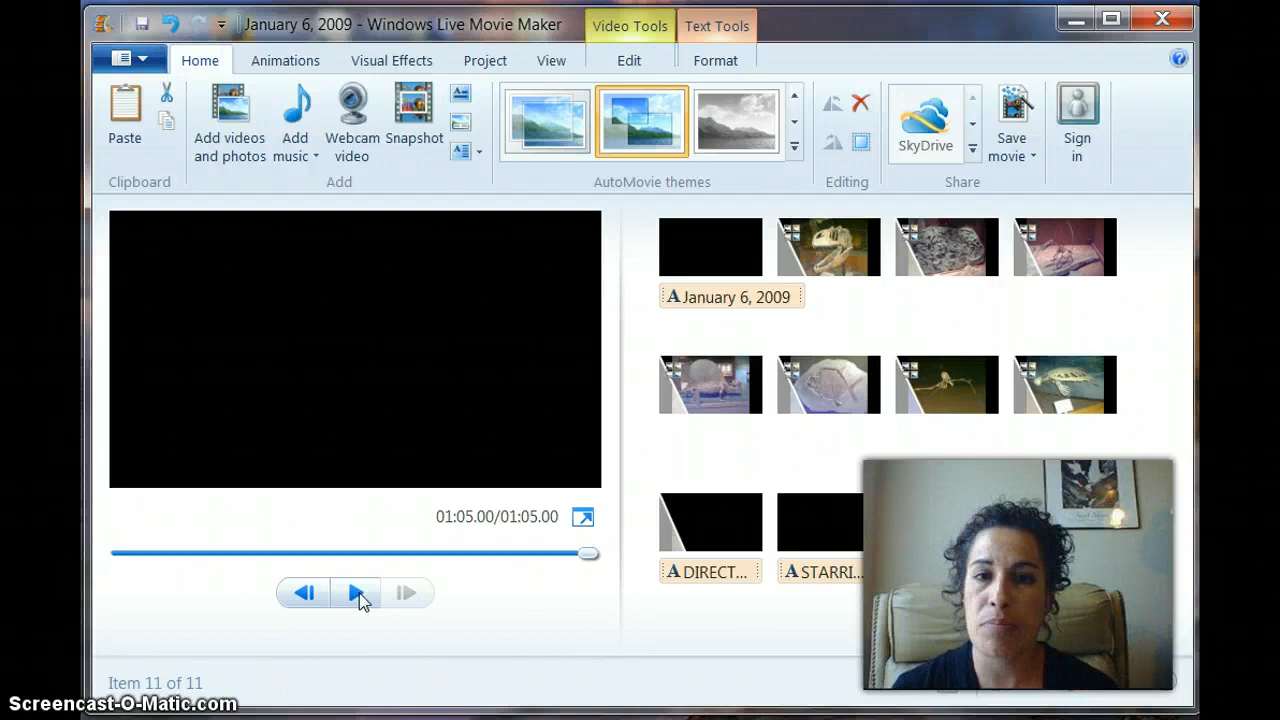 January 6, 2009 - Windows Live Movie Maker
Video Tools
Text Tools
Home
Animations
Visual Effects
Project
View
Edit
Format
Paste
Add videos
and photos
Add
music
Webcam
video
Snapshot
SkyDrive
Save
movie
Sign
in
Clipboard
Add
AutoMovie themes
Editing
Share
A January 6, 2009
01:05.00/01:05.00
A DIRECT...
A STARRI...
Item 11 of 11
Screencast-O-Matic.com